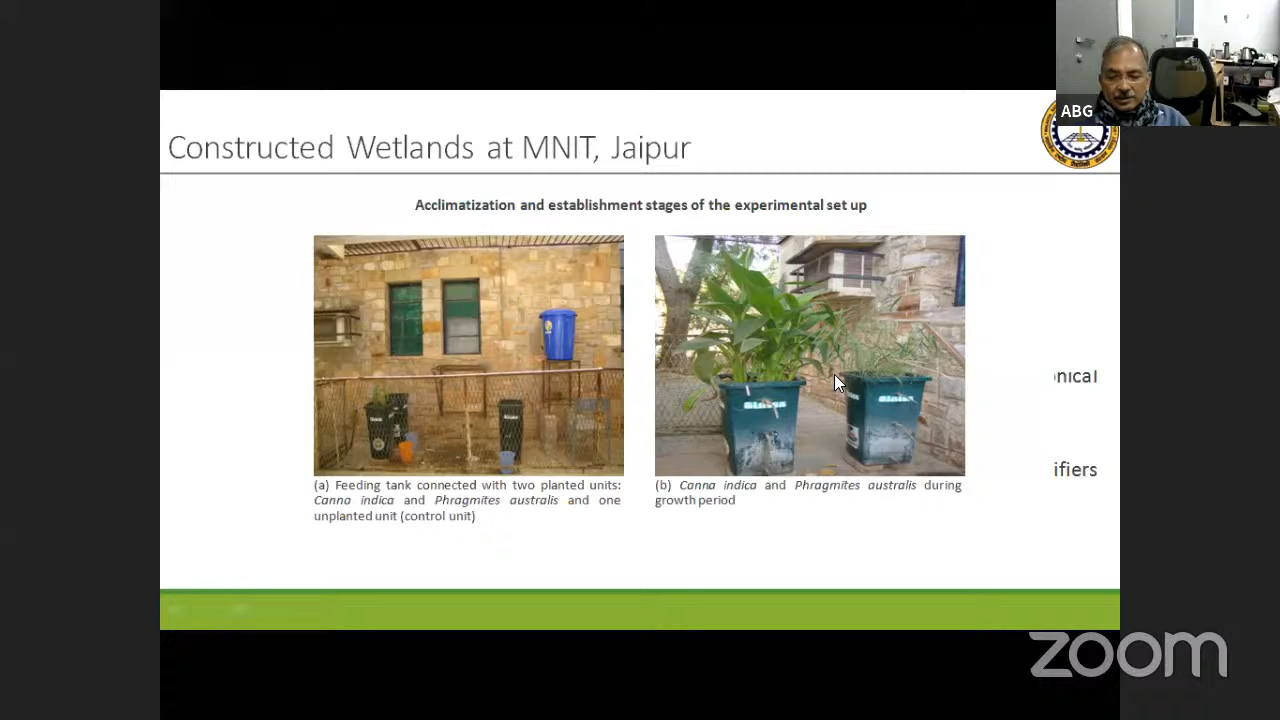 ABG
Constructed Wetlands at MNIT, Jaipur
Acclimatization and establishment stages of the experimental set up
(a) Feeding tank connected with two planted units:
Canna indica and Phragmites australis and one
unplanted unit (control unit)
(b) Canna indica and Phragmites australis during
growth period
nical
ifiers
zoom